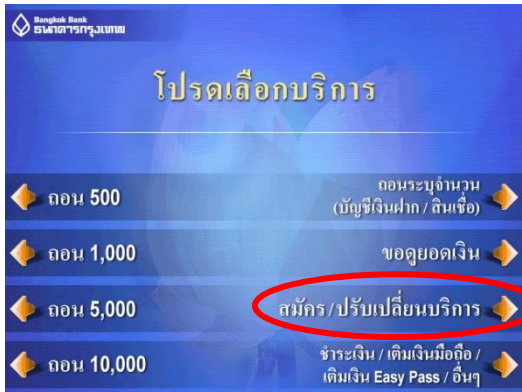 Bangkok Bank
ธนาคารกรุงเทพ
โปรดเลือกบริการ
ถอน 500
ถอนระบุจำนวน
(บัญชีเงินฝาก / สินเชื่อ)
ถอน 1,000
ขอดูยอดเงิน
ถอน 5,000
สมัคร/ปรับเปลี่ยนบริการ
ถอน 10,000
ชำระเงิน / เติมเงินมือถือ /
เติมเงิน Easy Pass / อื่นๆ